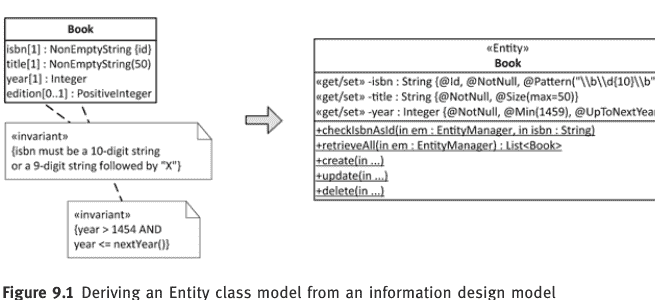 Book
isbn[1] : NonEmptyString {id}
title[1] : NonEmptyString(50)
year[1] : Integer
edition[0..1] : PositiveInteger
«invariant»
{isbn must be a 10-digit string
or a 9-digit string followed by "X"}
«invariant»
{year > 1454 AND
year <= nextYear()}
«Entity»
Book
«get/set» -isbn : String {@Id, @NotNull, @Pattern("\\b\\d{10}\\b"
«get/set» -title : String {@NotNull, @Size(max=50)}
«get/set» -year : Integer {@NotNull, @Min(1459), @UpToNextYear
+checkIsbnAsId(in em : EntityManager, in isbn : String)
+retrieveAll(in em : EntityManager) : List<Book>
+create(in ...)
+update(in ...)
+delete(in ...)
Figure 9.1 Deriving an Entity class model from an information design model